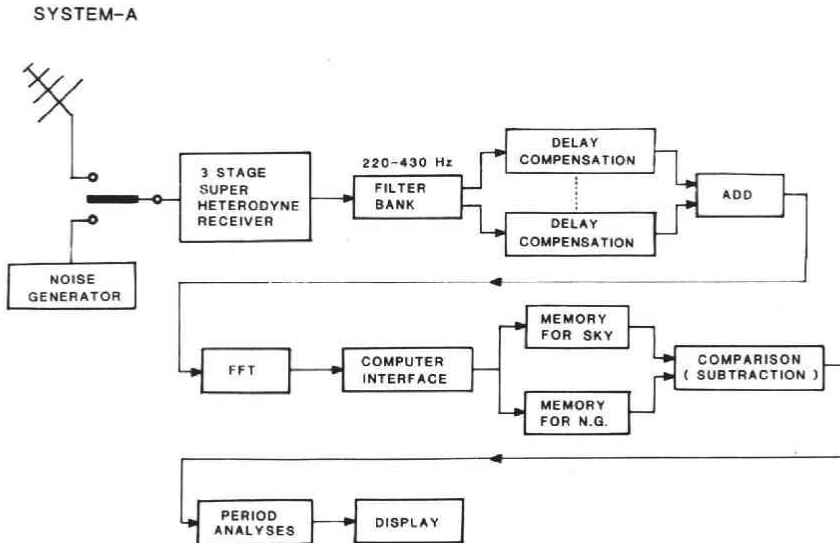 SYSTEM-A
3 STAGE
SUPER
HETERODYNE
RECEIVER
220-430 Hz
FILTER
BANK
DELAY
COMPENSATION
DELAY
COMPENSATION
ADD
NOISE
GENERATOR
FFT
COMPUTER
INTERFACE
MEMORY
FOR SKY
MEMORY
FOR N.G.
COMPARISON
( SUBTRACTION )
PERIOD
ANALYSES
DISPLAY